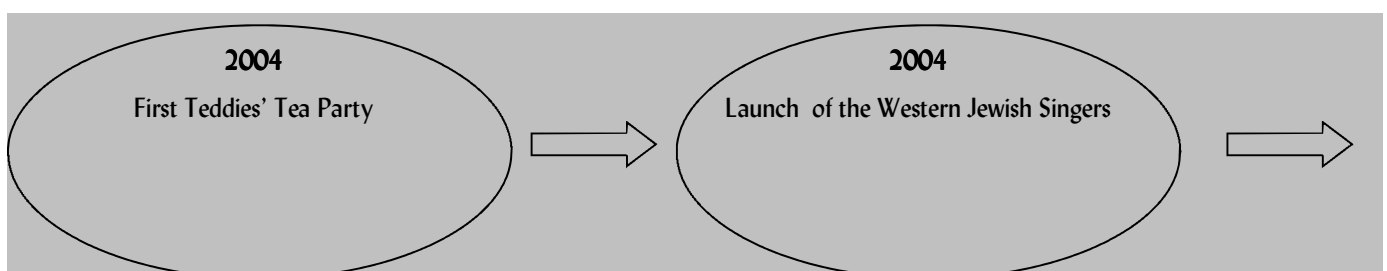 2004
First Teddies' Tea Party
2004
Launch of the Western Jewish Singers